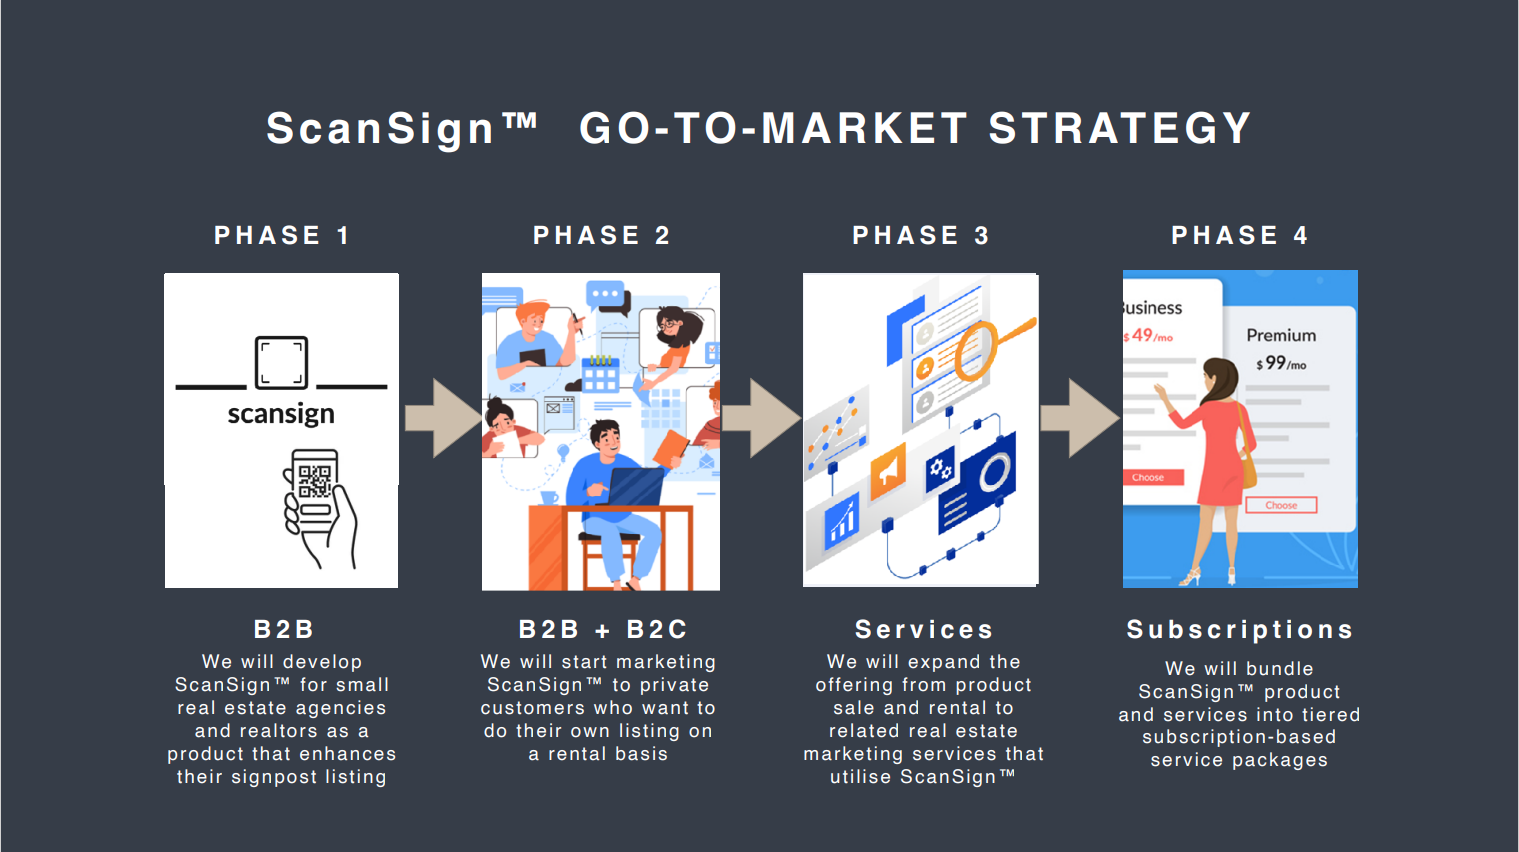 ScanSign™ GO-TO-MARKET STRATEGY
PHASE 1
PHASE 2
PHASE 3
PHASE 4
scansign
usiness
$ 49/mo
Choose
Premium
$ 99/mo
Choose
B2B
We will develop
ScanSign™ for small
real estate agencies
and realtors as a
product that enhances
their signpost listing
B2B + B2C
We will start marketing
ScanSign™ to private
customers who want to
do their own listing on
a rental basis
Services
We will expand the
offering from product
sale and rental to
related real estate
marketing services that
utilise ScanSign™
Subscriptions
We will bundle
ScanSign™ product
and services into tiered
subscription-based
service packages